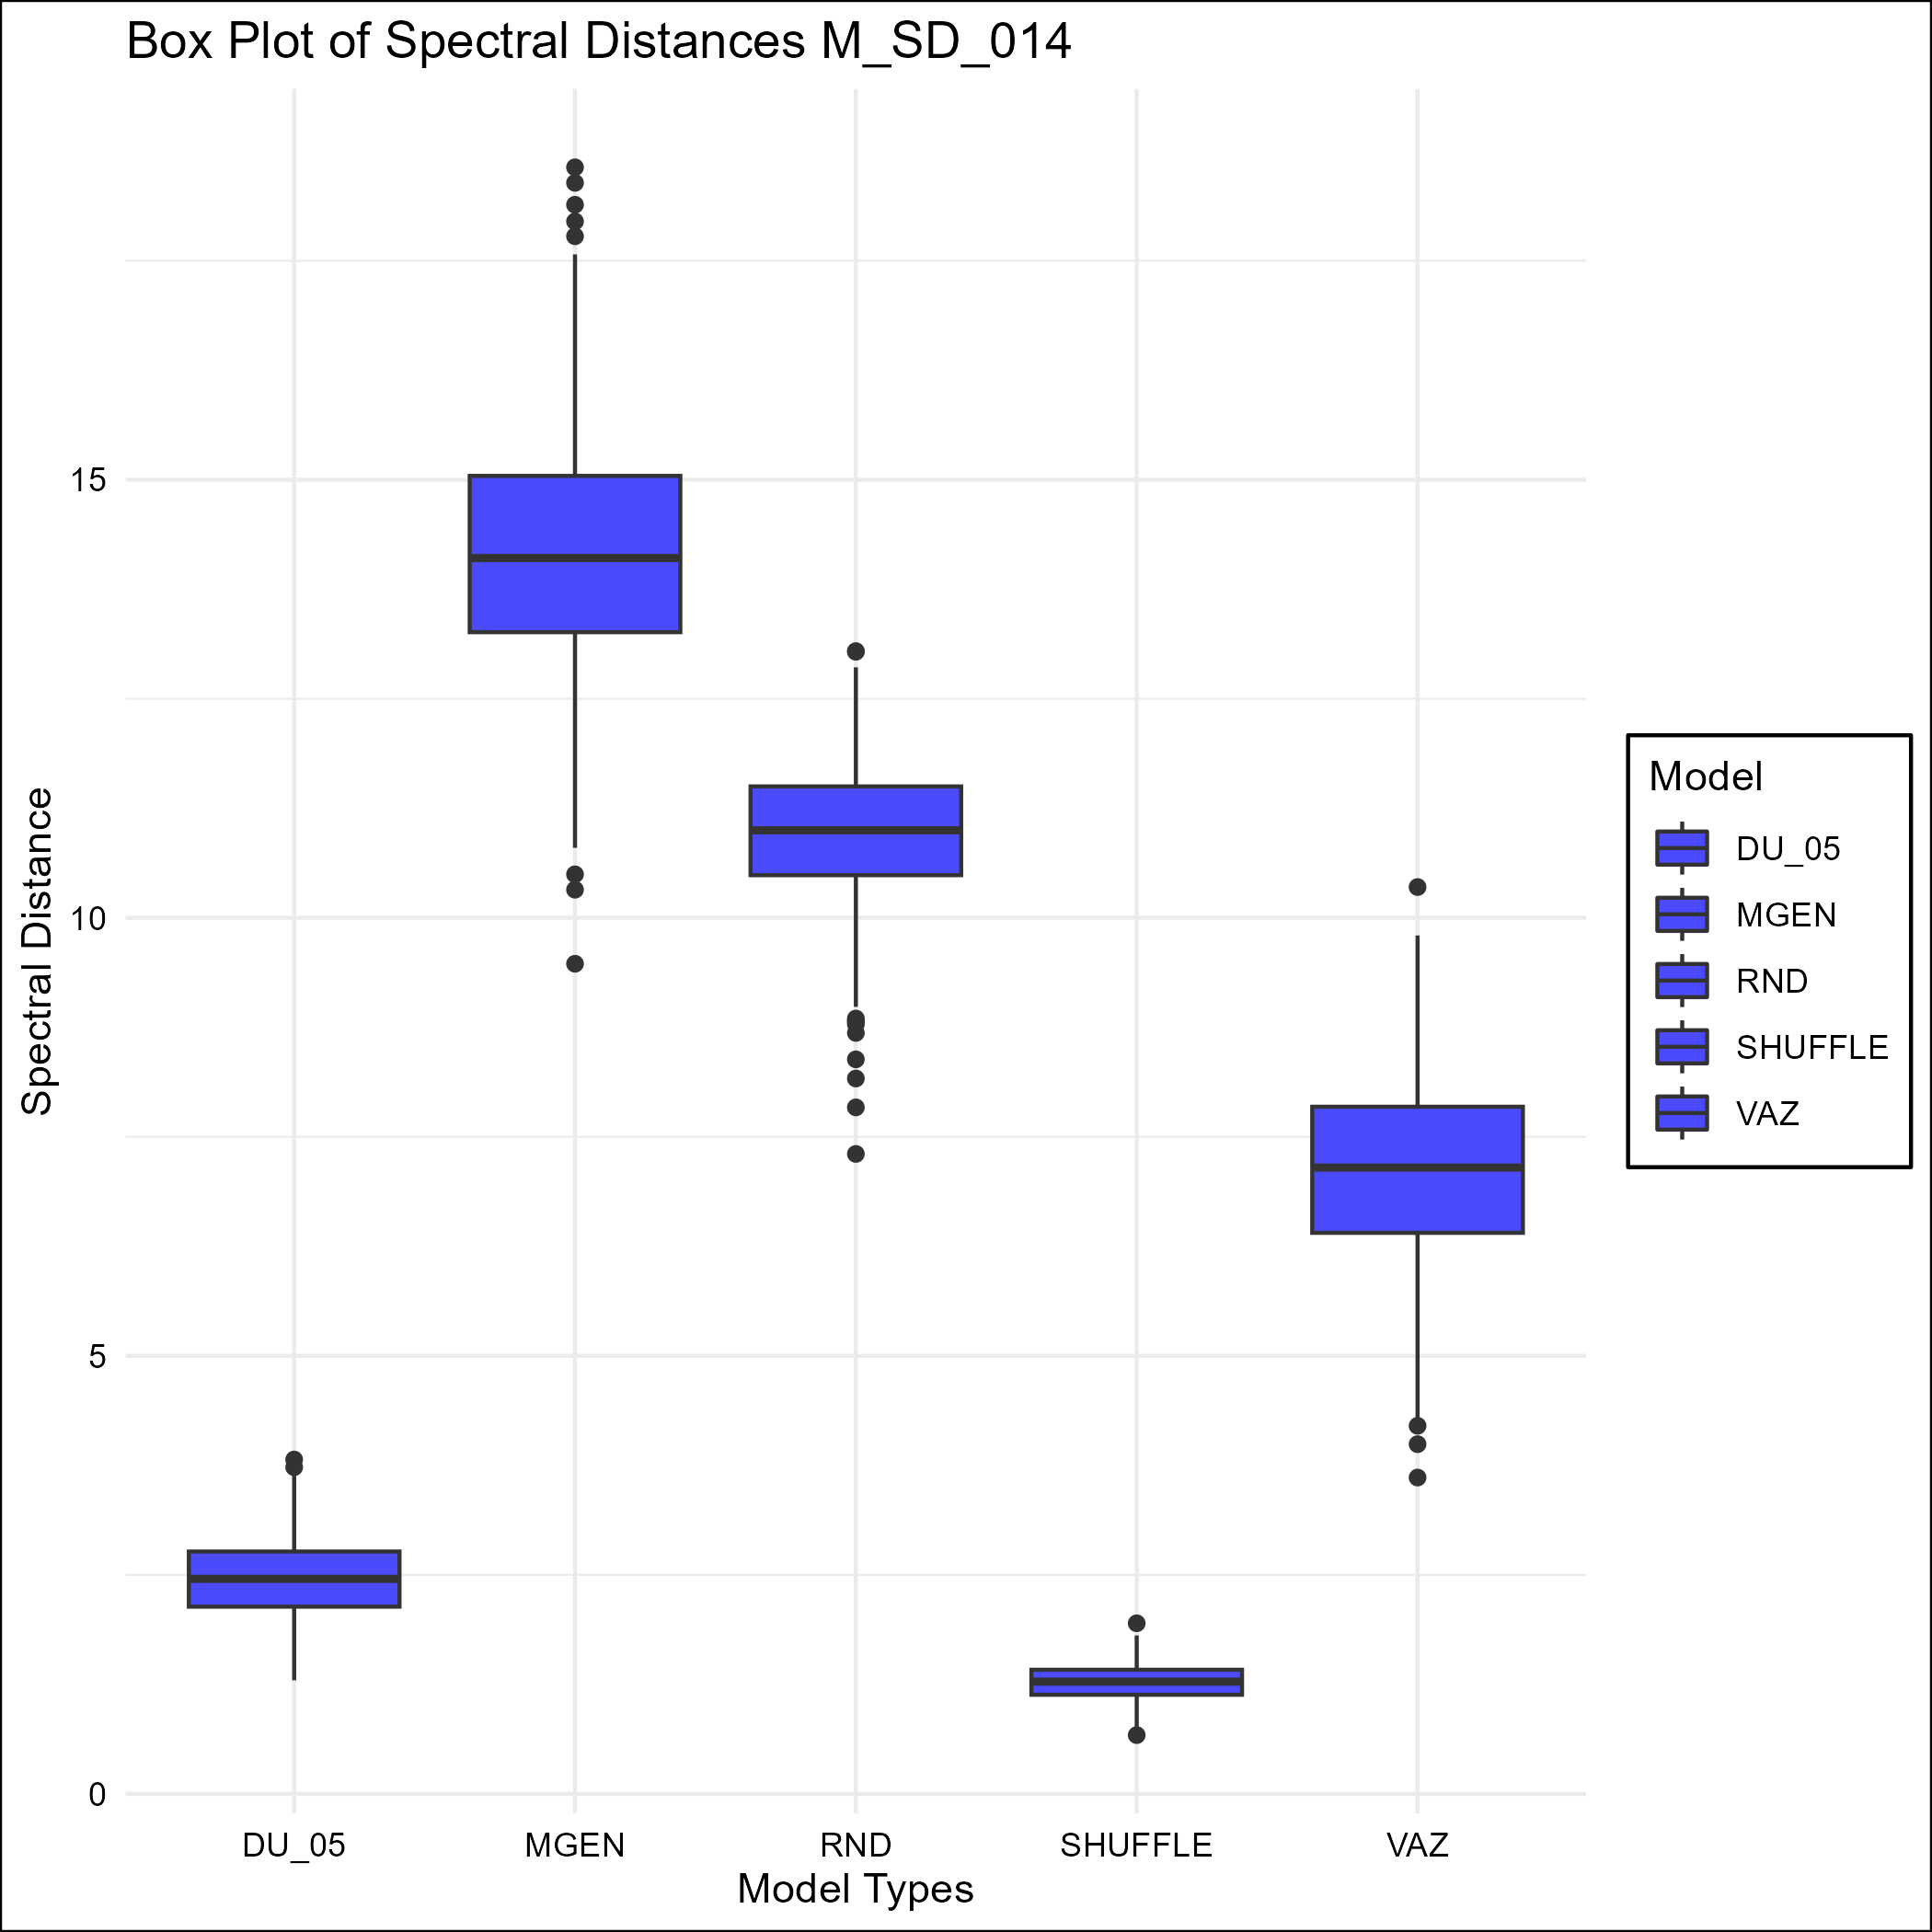 Box Plot of Spectral Distances M_SD_014
15
10
5
0
Spectral Distance
DU_05
MGEN
RND
SHUFFLE
VAZ
Model Types
Model
DU_05
MGEN
RND
SHUFFLE
VAZ